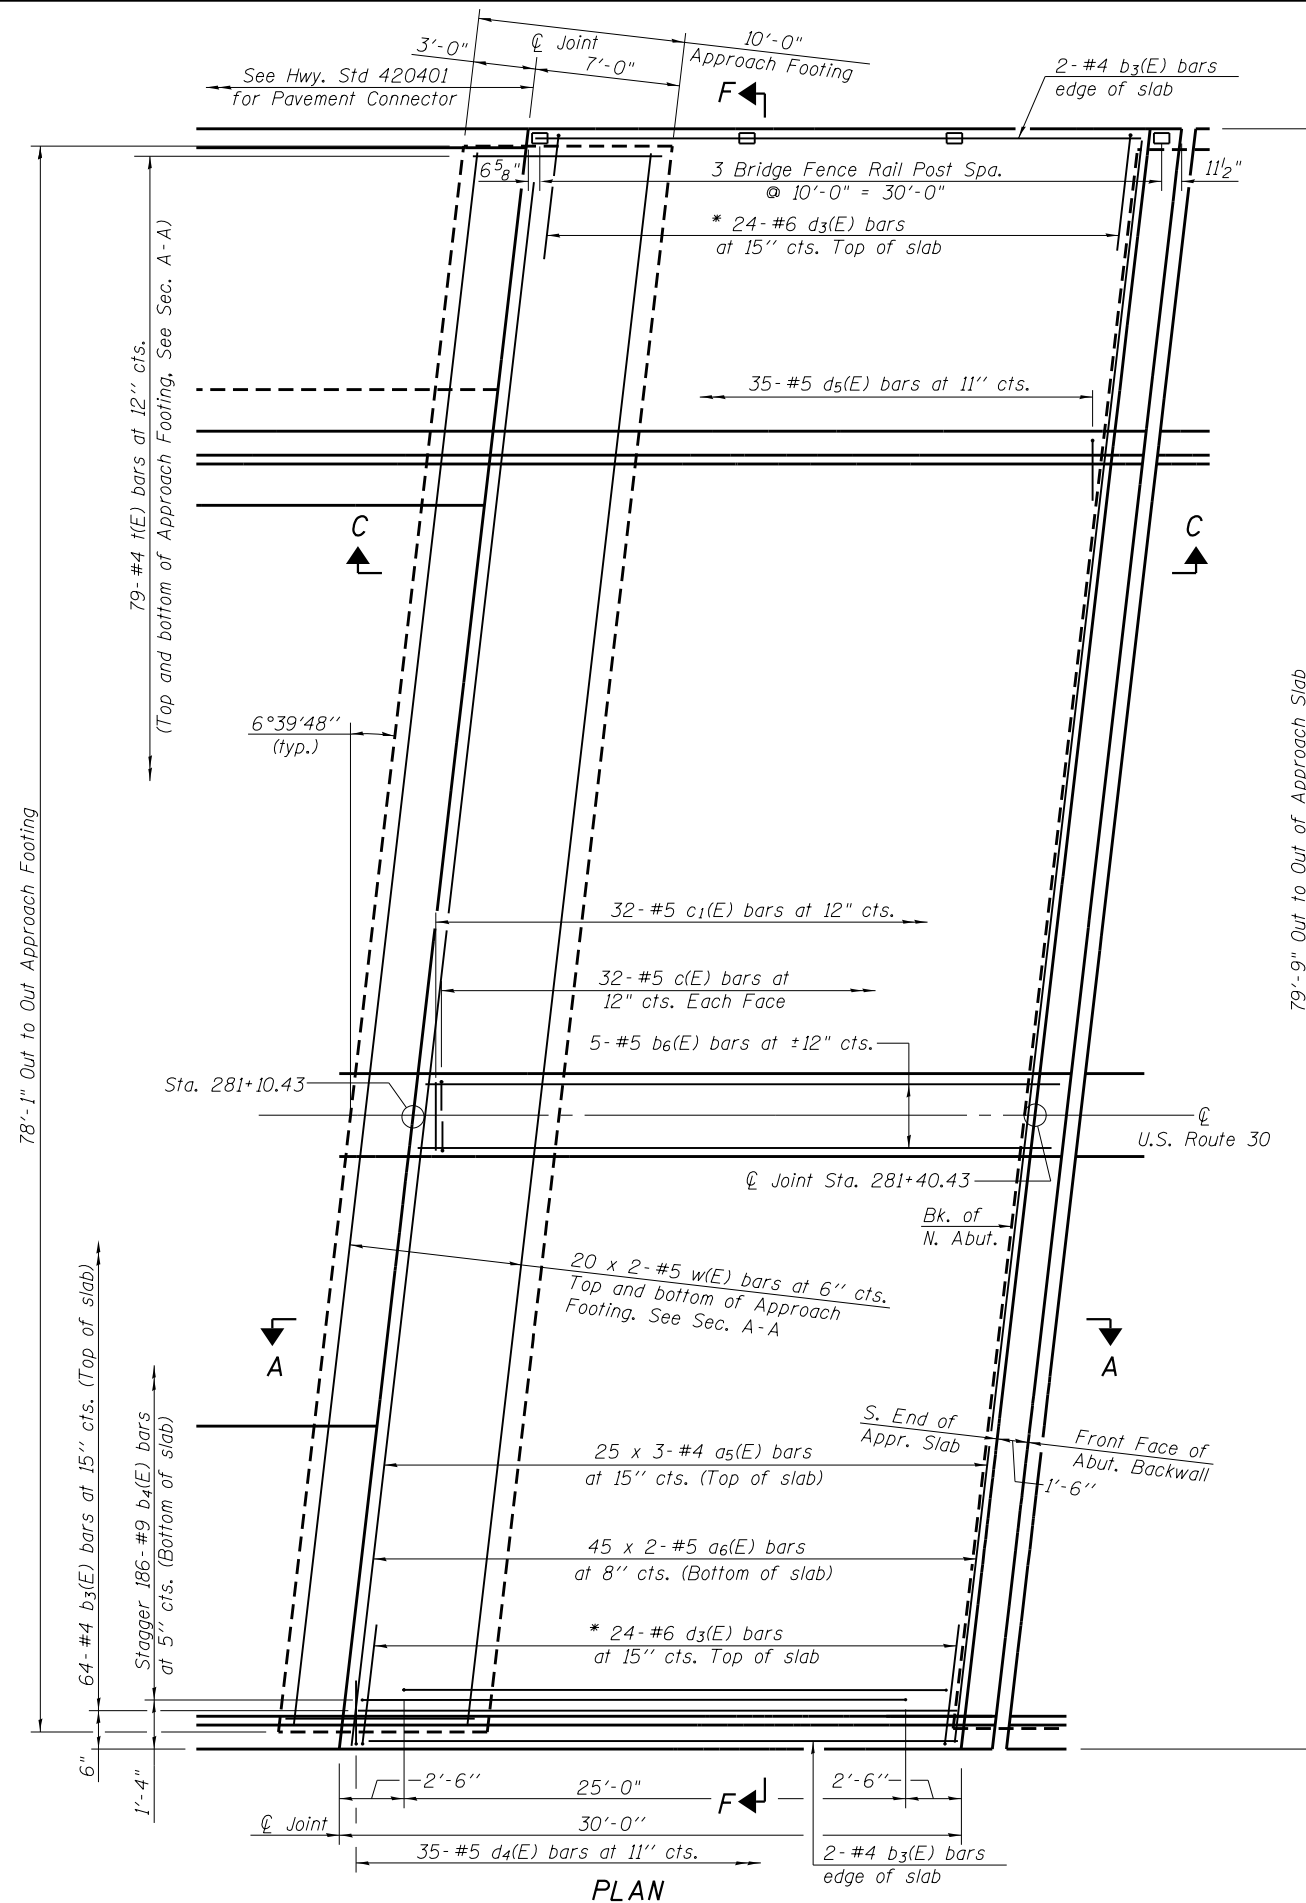 3'-0"
℄ Joint
7'-0"
10'-0"
Approach Footing
See Hwy. Std 420401
for Pavement Connector
F
2-#4 b3(E) bars
edge of slab
6 5/8"
3 Bridge Fence Rail Post Spa.
@ 10'-0" = 30'-0"
11 1/2"
* 24-#6 d3(E) bars
at 15'' cts. Top of slab
79-#4 t(E) bars at 12'' cts.
(Top and bottom of Approach Footing, See Sec. A-A)
35-#5 d5(E) bars at 11'' cts.
C
C
6°39'48''
(typ.)
78'-1" Out to Out Approach Footing
79'-9" Out to Out of Approach Slab
32-#5 c1(E) bars at 12" cts.
32-#5 c(E) bars at
12" cts. Each Face
5-#5 b6(E) bars at ±12" cts.
Sta. 281+10.43
℄
U.S. Route 30
℄ Joint Sta. 281+40.43
Bk. of
N. Abut.
20 x 2-#5 w(E) bars at 6'' cts.
Top and bottom of Approach
Footing. See Sec. A-A
A
A
64-#4 b3(E) bars at 15'' cts. (Top of slab)
Stagger 186-#9 b4(E) bars
at 5'' cts. (Bottom of slab)
S. End of
Appr. Slab
Front Face of
Abut. Backwall
1'-6''
25 x 3-#4 a5(E) bars
at 15'' cts. (Top of slab)
45 x 2-#5 a6(E) bars
at 8'' cts. (Bottom of slab)
* 24-#6 d3(E) bars
at 15'' cts. Top of slab
6"
1'-4"
2'-6''
25'-0"
2'-6''
F
℄ Joint
30'-0''
35-#5 d4(E) bars at 11'' cts.
2-#4 b3(E) bars
edge of slab
PLAN